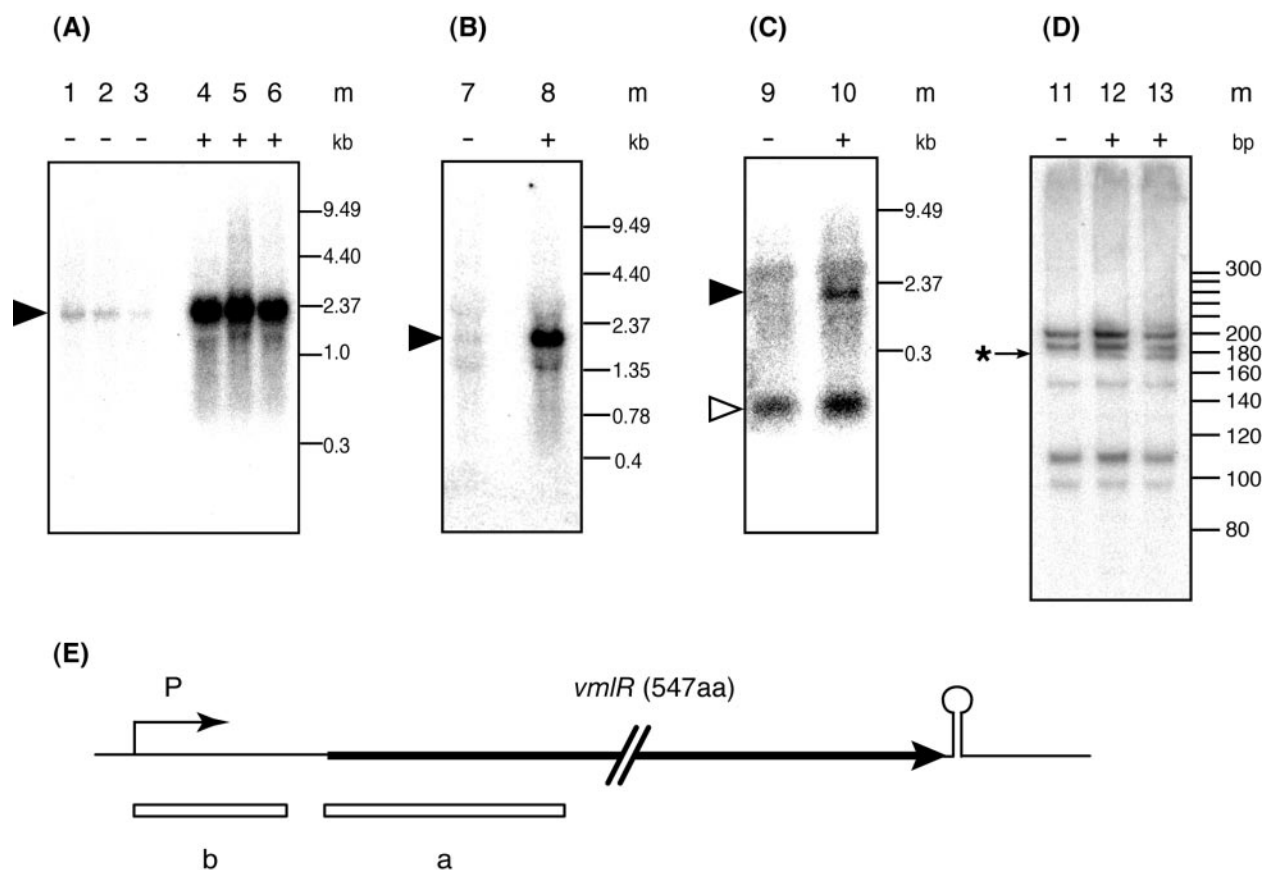 (A)
1 2 3 4 5 6 m
- - - + + + kb
9.49
4.40
2.37
1.0
0.3
(B)
7 8 m
- + kb
9.49
4.40
2.37
1.35
0.78
0.4
(C)
9 10 m
- + kb
9.49
2.37
0.3
(D)
11 12 13 m
- + + bp
300
200
180
160
140
120
100
80
*
(E)
P
vmlR (547aa)
b a